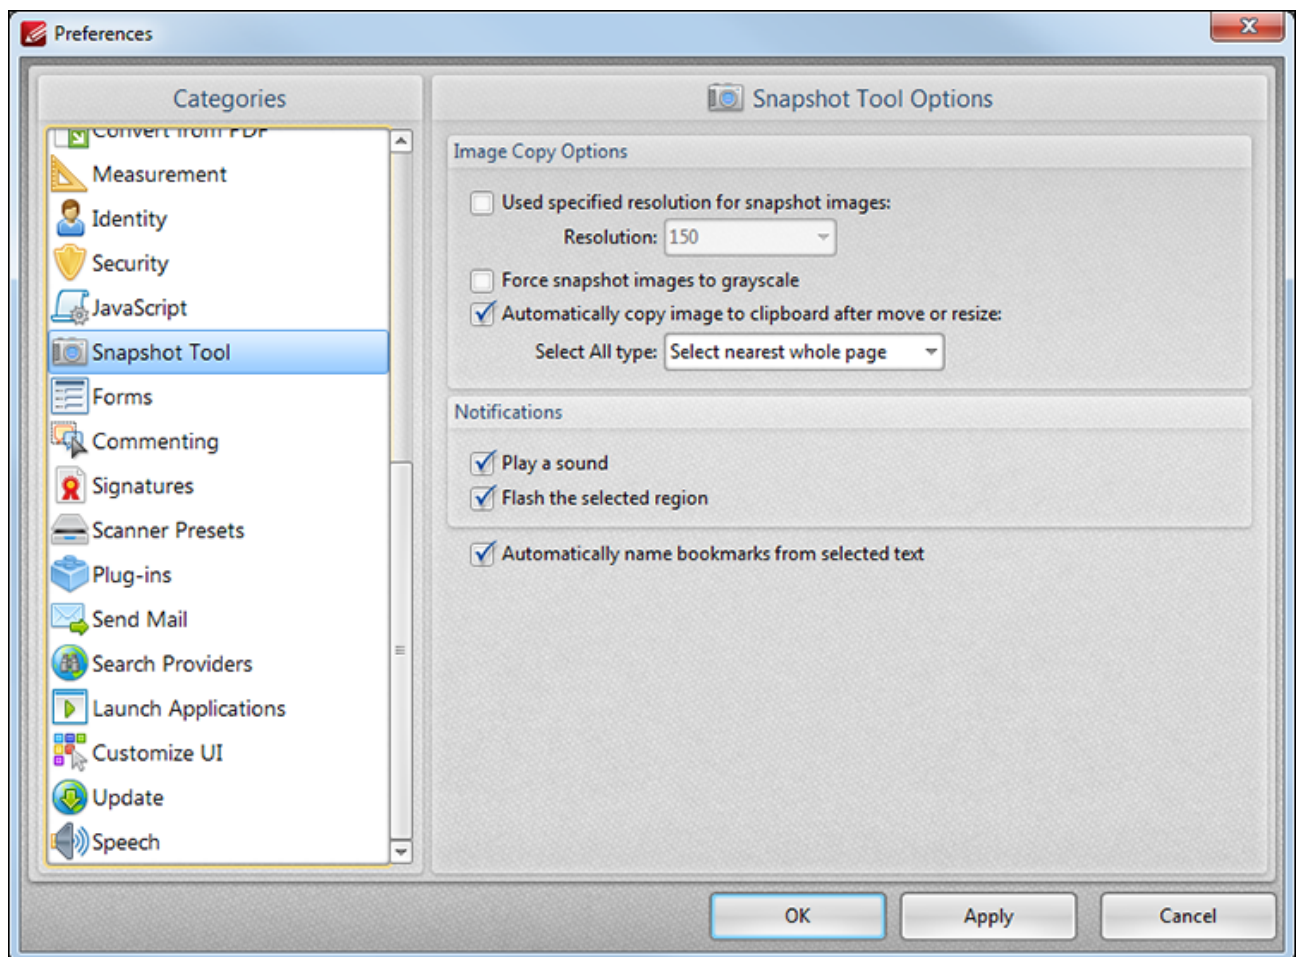 Preferences
Categories
Convert from PDF
Measurement
Identity
Security
JavaScript
Snapshot Tool
Forms
Commenting
Signatures
Scanner Presets
Plug-ins
Send Mail
Search Providers
Launch Applications
Customize UI
Update
Speech
Snapshot Tool Options
Image Copy Options
Used specified resolution for snapshot images:
Resolution: 150
Force snapshot images to grayscale
Automatically copy image to clipboard after move or resize:
Select All type: Select nearest whole page
Notifications
Play a sound
Flash the selected region
Automatically name bookmarks from selected text
OK Apply Cancel